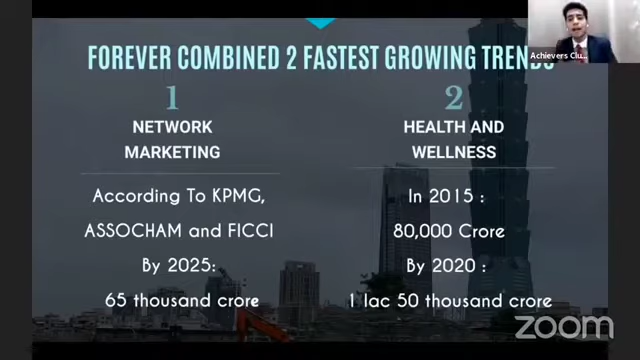 FOREVER COMBINED 2 FASTEST GROWING TRENDS
Achievers Clu...
1
NETWORK
MARKETING
According To KPMG,
ASSOCHAM and FICCI
By 2025:
65 thousand crore
2
HEALTH AND
WELLNESS
In 2015 :
80,000 Crore
By 2020 :
1 lac 50 thousand crore
zoom